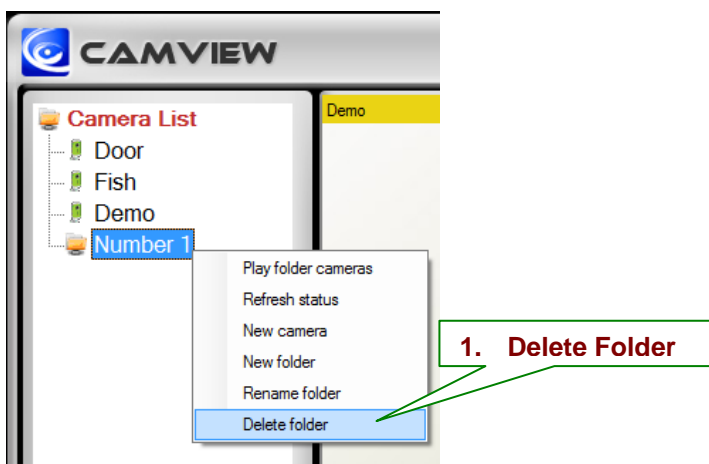 CAMVIEW
Camera List
Demo
Door
Fish
Demo
Number 1
Play folder cameras
Refresh status
New camera
New folder
Rename folder
Delete folder
1. Delete Folder